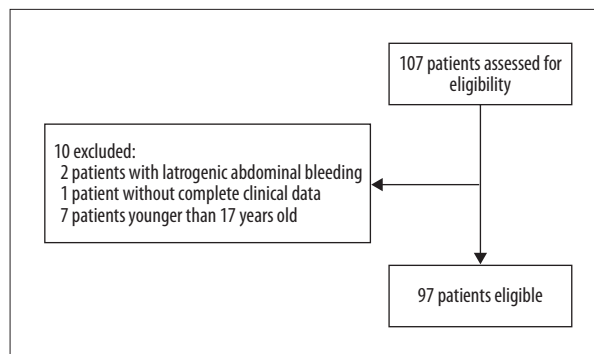 107 patients assessed for
eligibility
10 excluded:
2 patients with latrogenic abdominal bleeding
1 patient without complete clinical data
7 patients younger than 17 years old
97 patients eligible